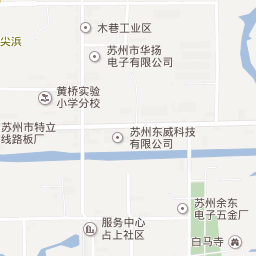 木巷工业区
尖浜
苏州市华扬
电子有限公司
黄桥实验
小学分校
苏州市特立
线路板厂
苏州东威科技
有限公司
苏州余东
电子五金厂
服务中心
占上社区
白马寺